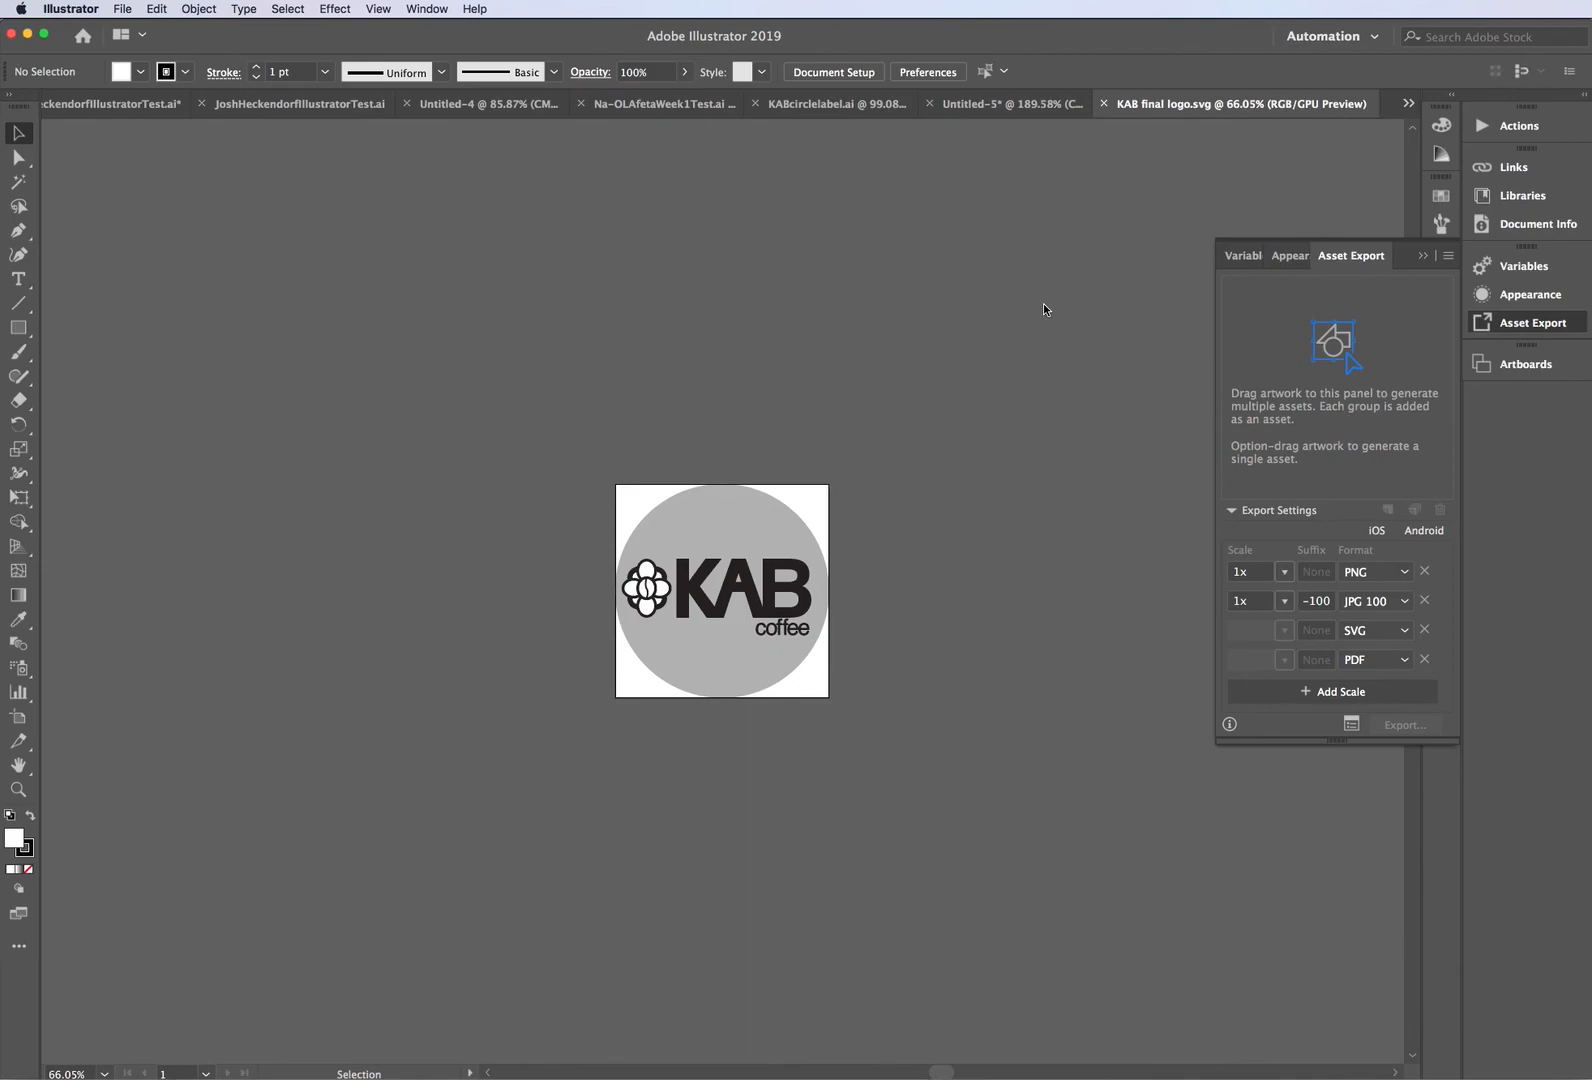 Illustrator File Edit Object Type Select Effect View Window Help
Adobe Illustrator 2019
Automation
Search Adobe Stock
No Selection
Stroke:
1 pt
Uniform
Basic
Opacity:
100%
Style:
Document Setup
Preferences
eckendorfIllustratorTest.ai*
JoshHeckendorfIllustratorTest.ai
Untitled-4 @ 85.87% (CM...
Na-OLAfetaWeek1Test.ai ...
KABcirclelabel.ai @ 99.08...
Untitled-5* @ 189.58% (C...
KAB final logo.svg @ 66.05% (RGB/GPU Preview)
Actions
Links
Libraries
Document Info
Variables
Appearance
Asset Export
Artboards
Variabl
Appear
Asset Export
Drag artwork to this panel to generate
multiple assets. Each group is added
as an asset.
Option-drag artwork to generate a
single asset.
Export Settings
iOS
Android
Scale
Suffix
Format
1x
None
PNG
1x
-100
JPG 100
None
SVG
None
PDF
+ Add Scale
Export...
KAB
coffee
66.05%
1
Selection